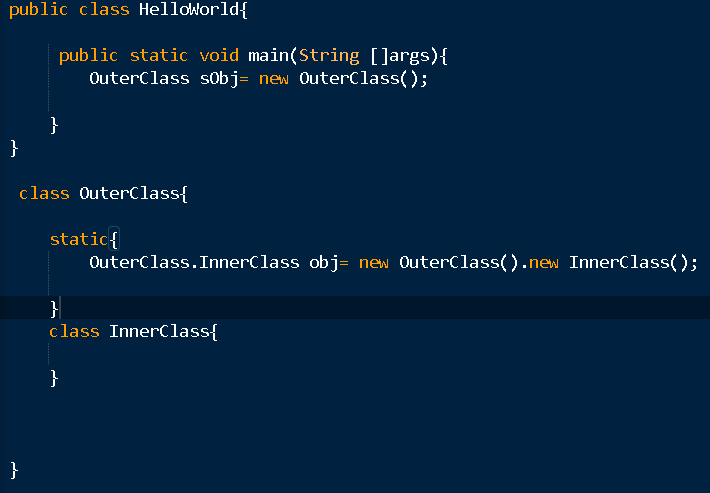 public class HelloWorld{
public static void main(String []args){
OuterClass sObj= new OuterClass();
}
}
class OuterClass{
static{
OuterClass.InnerClass obj= new OuterClass().new InnerClass();
}
class InnerClass{
}
}